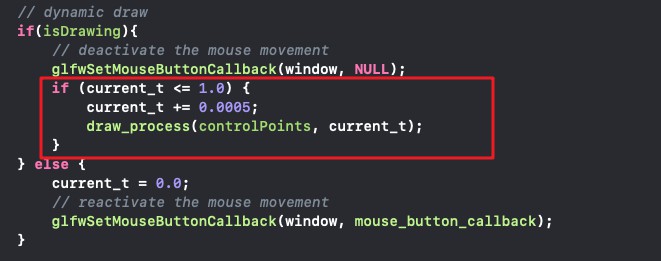 // dynamic draw
if(isDrawing){
// deactivate the mouse movement
glfwSetMouseButtonCallback(window, NULL);
if (current_t <= 1.0) {
current_t += 0.0005;
draw_process(controlPoints, current_t);
}
} else {
current_t = 0.0;
// reactivate the mouse movement
glfwSetMouseButtonCallback(window, mouse_button_callback);
}